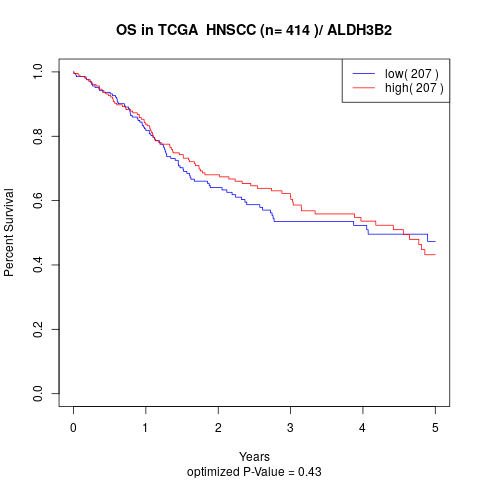 OS in TCGA  HNSCC (n= 414 )/ ALDH3B2
low( 207 )
high( 207 )
Percent Survival
1.0
0.8
0.6
0.4
0.2
0.0
0 1 2 3 4 5
Years
optimized P-Value = 0.43